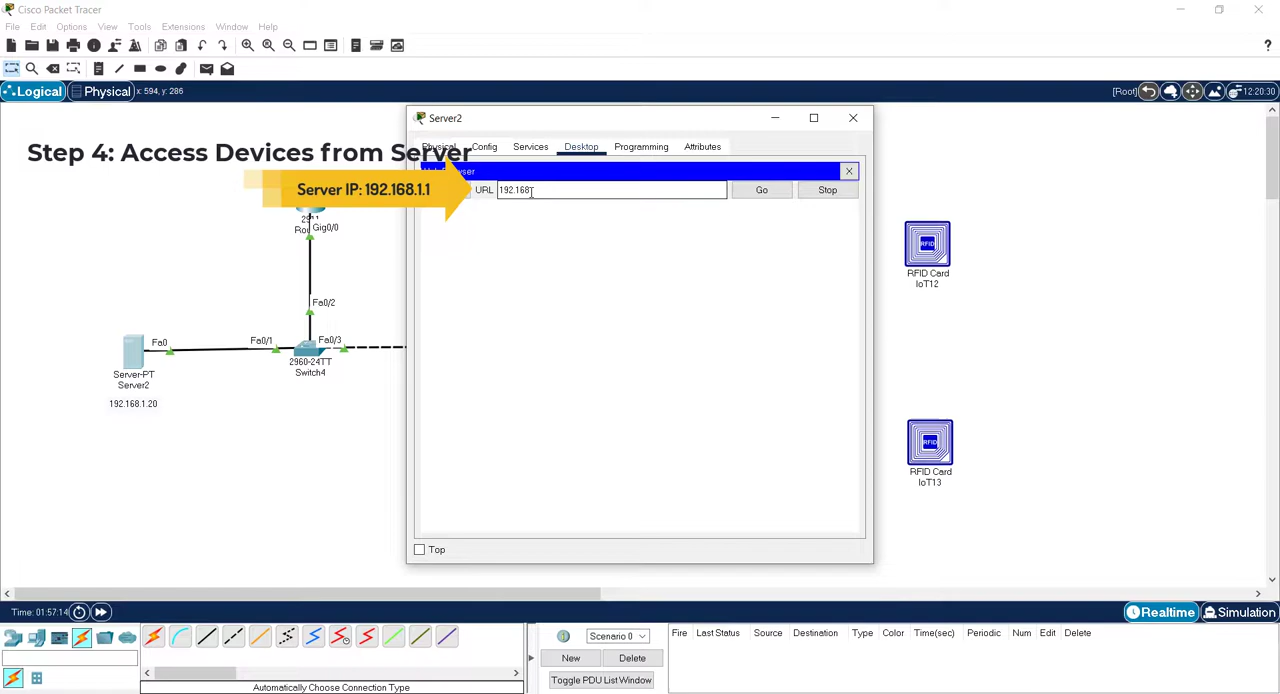 Cisco Packet Tracer
File Edit Options View Tools Extensions Window Help
Logical Physical x: 594, y: 286 [Root] 12:20:30
Server2
Physical Config Services Desktop Programming Attributes
Step 4: Access Devices from Server
Server IP: 192.168.1.1
URL 192.168 Go Stop
Gig0/0
Fa0/2
Fa0 Fa0/1 Fa0/3
2960-24TT
Switch4
Server-PT
Server2
192.168.1.20
RFID
RFID Card
IoT12
RFID
RFID Card
IoT13
Top
Time: 01:57:14 Realtime Simulation
Scenario 0
New Delete
Toggle PDU List Window
Fire Last Status Source Destination Type Color Time(sec) Periodic Num Edit Delete
Automatically Choose Connection Type